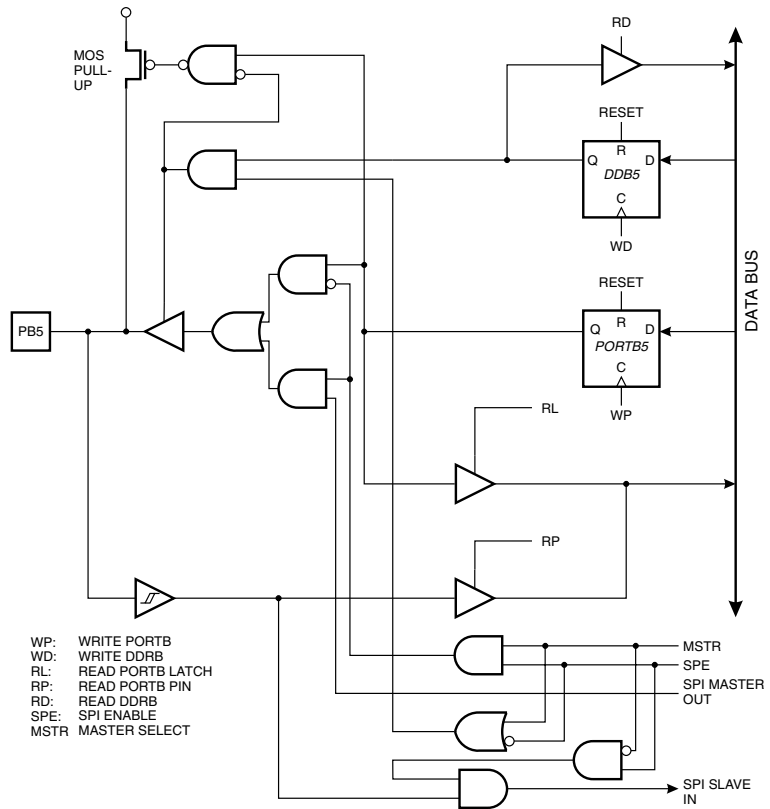 RD
MOS
PULL-
UP
RESET
R
Q
D
DDB5
C
WD
DATA BUS
RESET
R
Q
D
PORTB5
C
WP
PB5
RL
RP
WP: WRITE PORTB
WD: WRITE DDRB
RL: READ PORTB LATCH
RP: READ PORTB PIN
RD: READ DDRB
SPE: SPI ENABLE
MSTR MASTER SELECT
MSTR
SPE
SPI MASTER
OUT
SPI SLAVE
IN